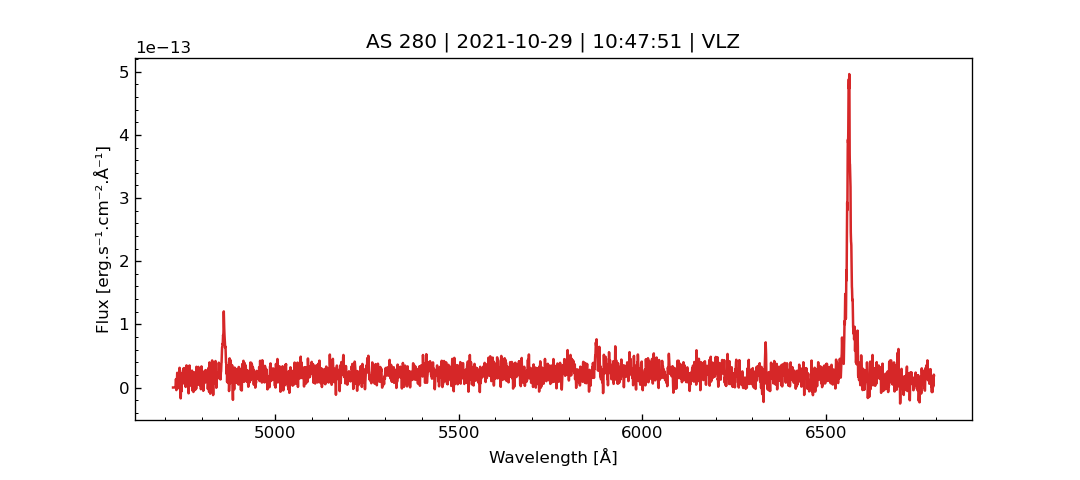 AS 280 | 2021-10-29 | 10:47:51 | VLZ
1e−13
5
4
3
2
1
0
Flux [erg.s⁻¹.cm⁻².Å⁻¹]
5000 5500 6000 6500
Wavelength [Å]